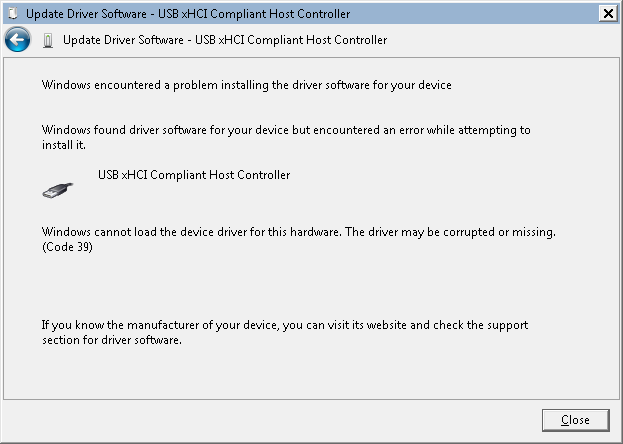 Update Driver Software - USB xHCI Compliant Host Controller
Update Driver Software - USB xHCI Compliant Host Controller
Windows encountered a problem installing the driver software for your device
Windows found driver software for your device but encountered an error while attempting to
install it.
USB xHCI Compliant Host Controller
Windows cannot load the device driver for this hardware. The driver may be corrupted or missing.
(Code 39)
If you know the manufacturer of your device, you can visit its website and check the support
section for driver software.
Close